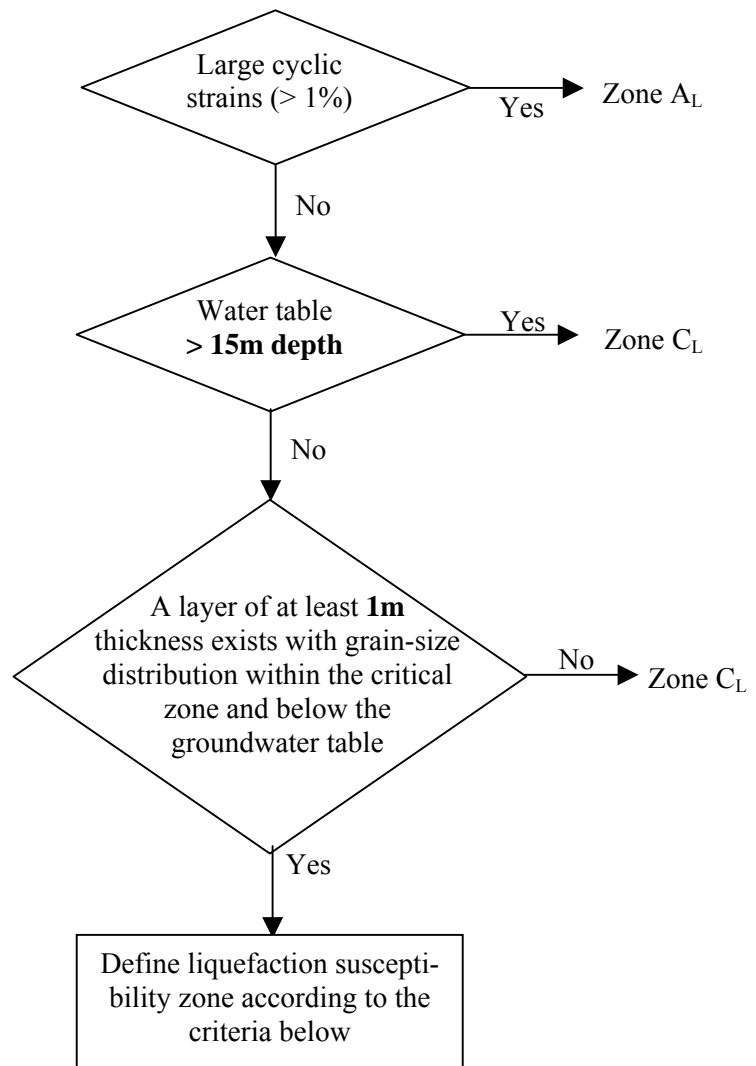 Large cyclic
strains (> 1%)
Yes
Zone AL
No
Water table
> 15m depth
Yes
Zone CL
No
A layer of at least 1m
thickness exists with grain-size
distribution within the critical
zone and below the
groundwater table
No
Zone CL
Yes
Define liquefaction suscepti-
bility zone according to the
criteria below